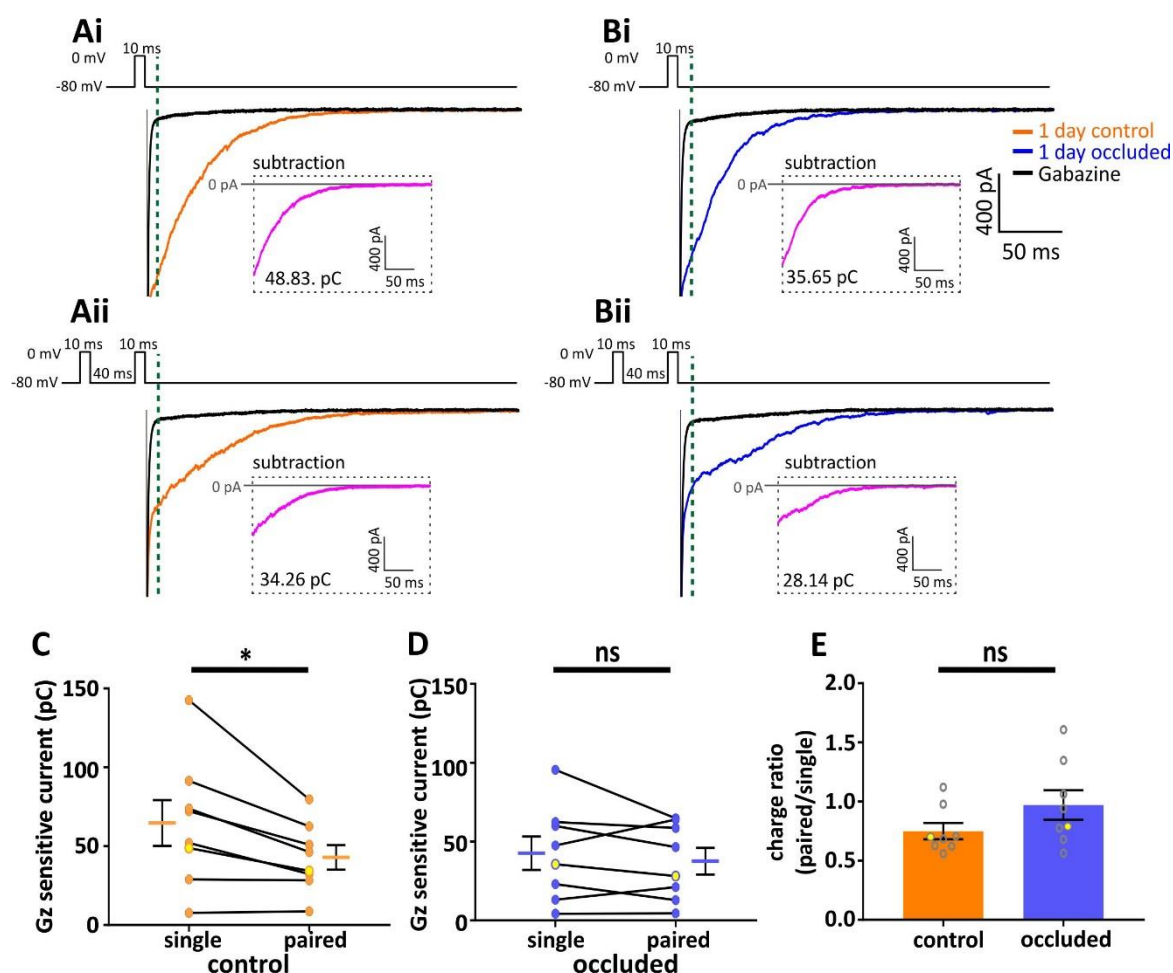 Ai
10 ms
0 mV
-80 mV
subtraction
0 pA
400 pA
50 ms
48.83. pC
Bi
10 ms
0 mV
-80 mV
subtraction
0 pA
400 pA
50 ms
35.65 pC
1 day control
1 day occluded
Gabazine
400 pA
50 ms
Aii
10 ms 10 ms
0 mV
40 ms
-80 mV
subtraction
0 pA
400 pA
50 ms
34.26 pC
Bii
10 ms 10 ms
0 mV
40 ms
-80 mV
subtraction
0 pA
400 pA
50 ms
28.14 pC
C
*
Gz sensitive current (pC)
150
100
50
0
single paired
control
D
ns
Gz sensitive current (pC)
150
100
50
0
single paired
occluded
E
ns
charge ratio
(paired/single)
2.0
1.5
1.0
0.5
0.0
control occluded